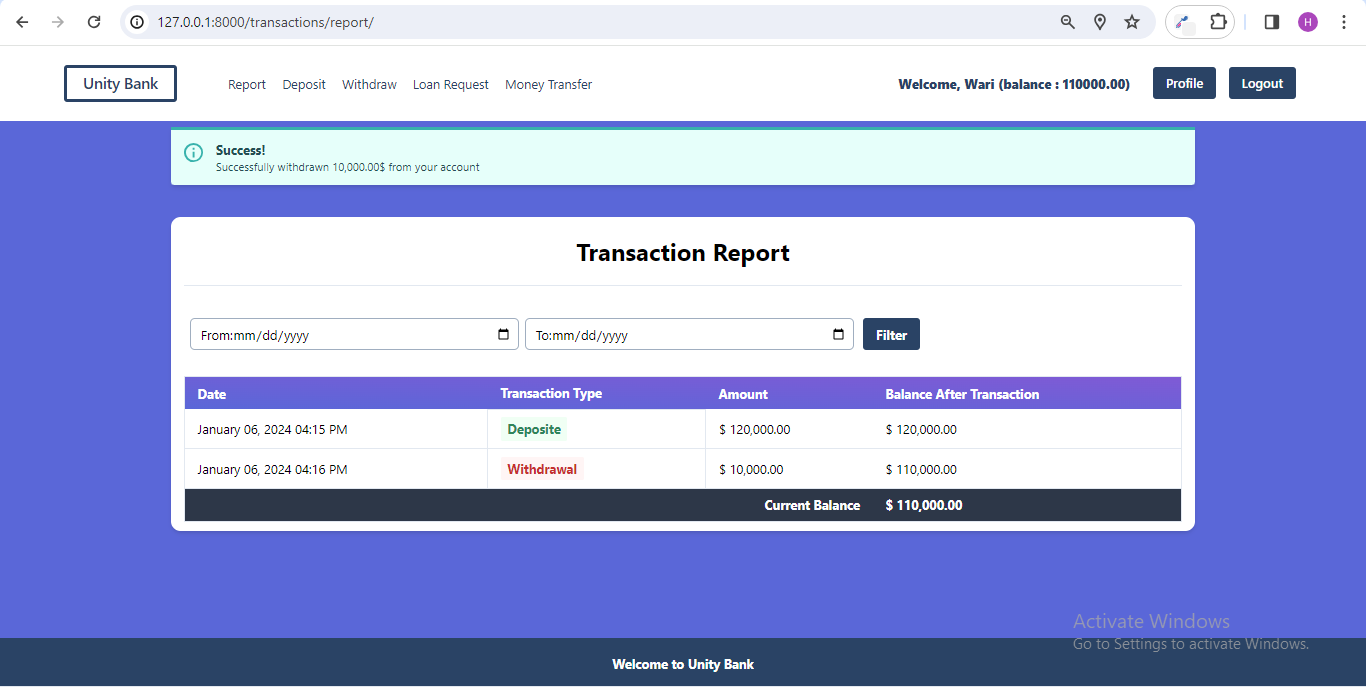 127.0.0.1:8000/transactions/report/
H
Unity Bank Report Deposit Withdraw Loan Request Money Transfer Welcome, Wari (balance : 110000.00) Profile Logout
Success!
Successfully withdrawn 10,000.00$ from your account
Transaction Report
From:mm/dd/yyyy To:mm/dd/yyyy Filter
Date Transaction Type Amount Balance After Transaction
January 06, 2024 04:15 PM Deposite $ 120,000.00 $ 120,000.00
January 06, 2024 04:16 PM Withdrawal $ 10,000.00 $ 110,000.00
Current Balance $ 110,000.00
Activate Windows
Go to Settings to activate Windows.
Welcome to Unity Bank